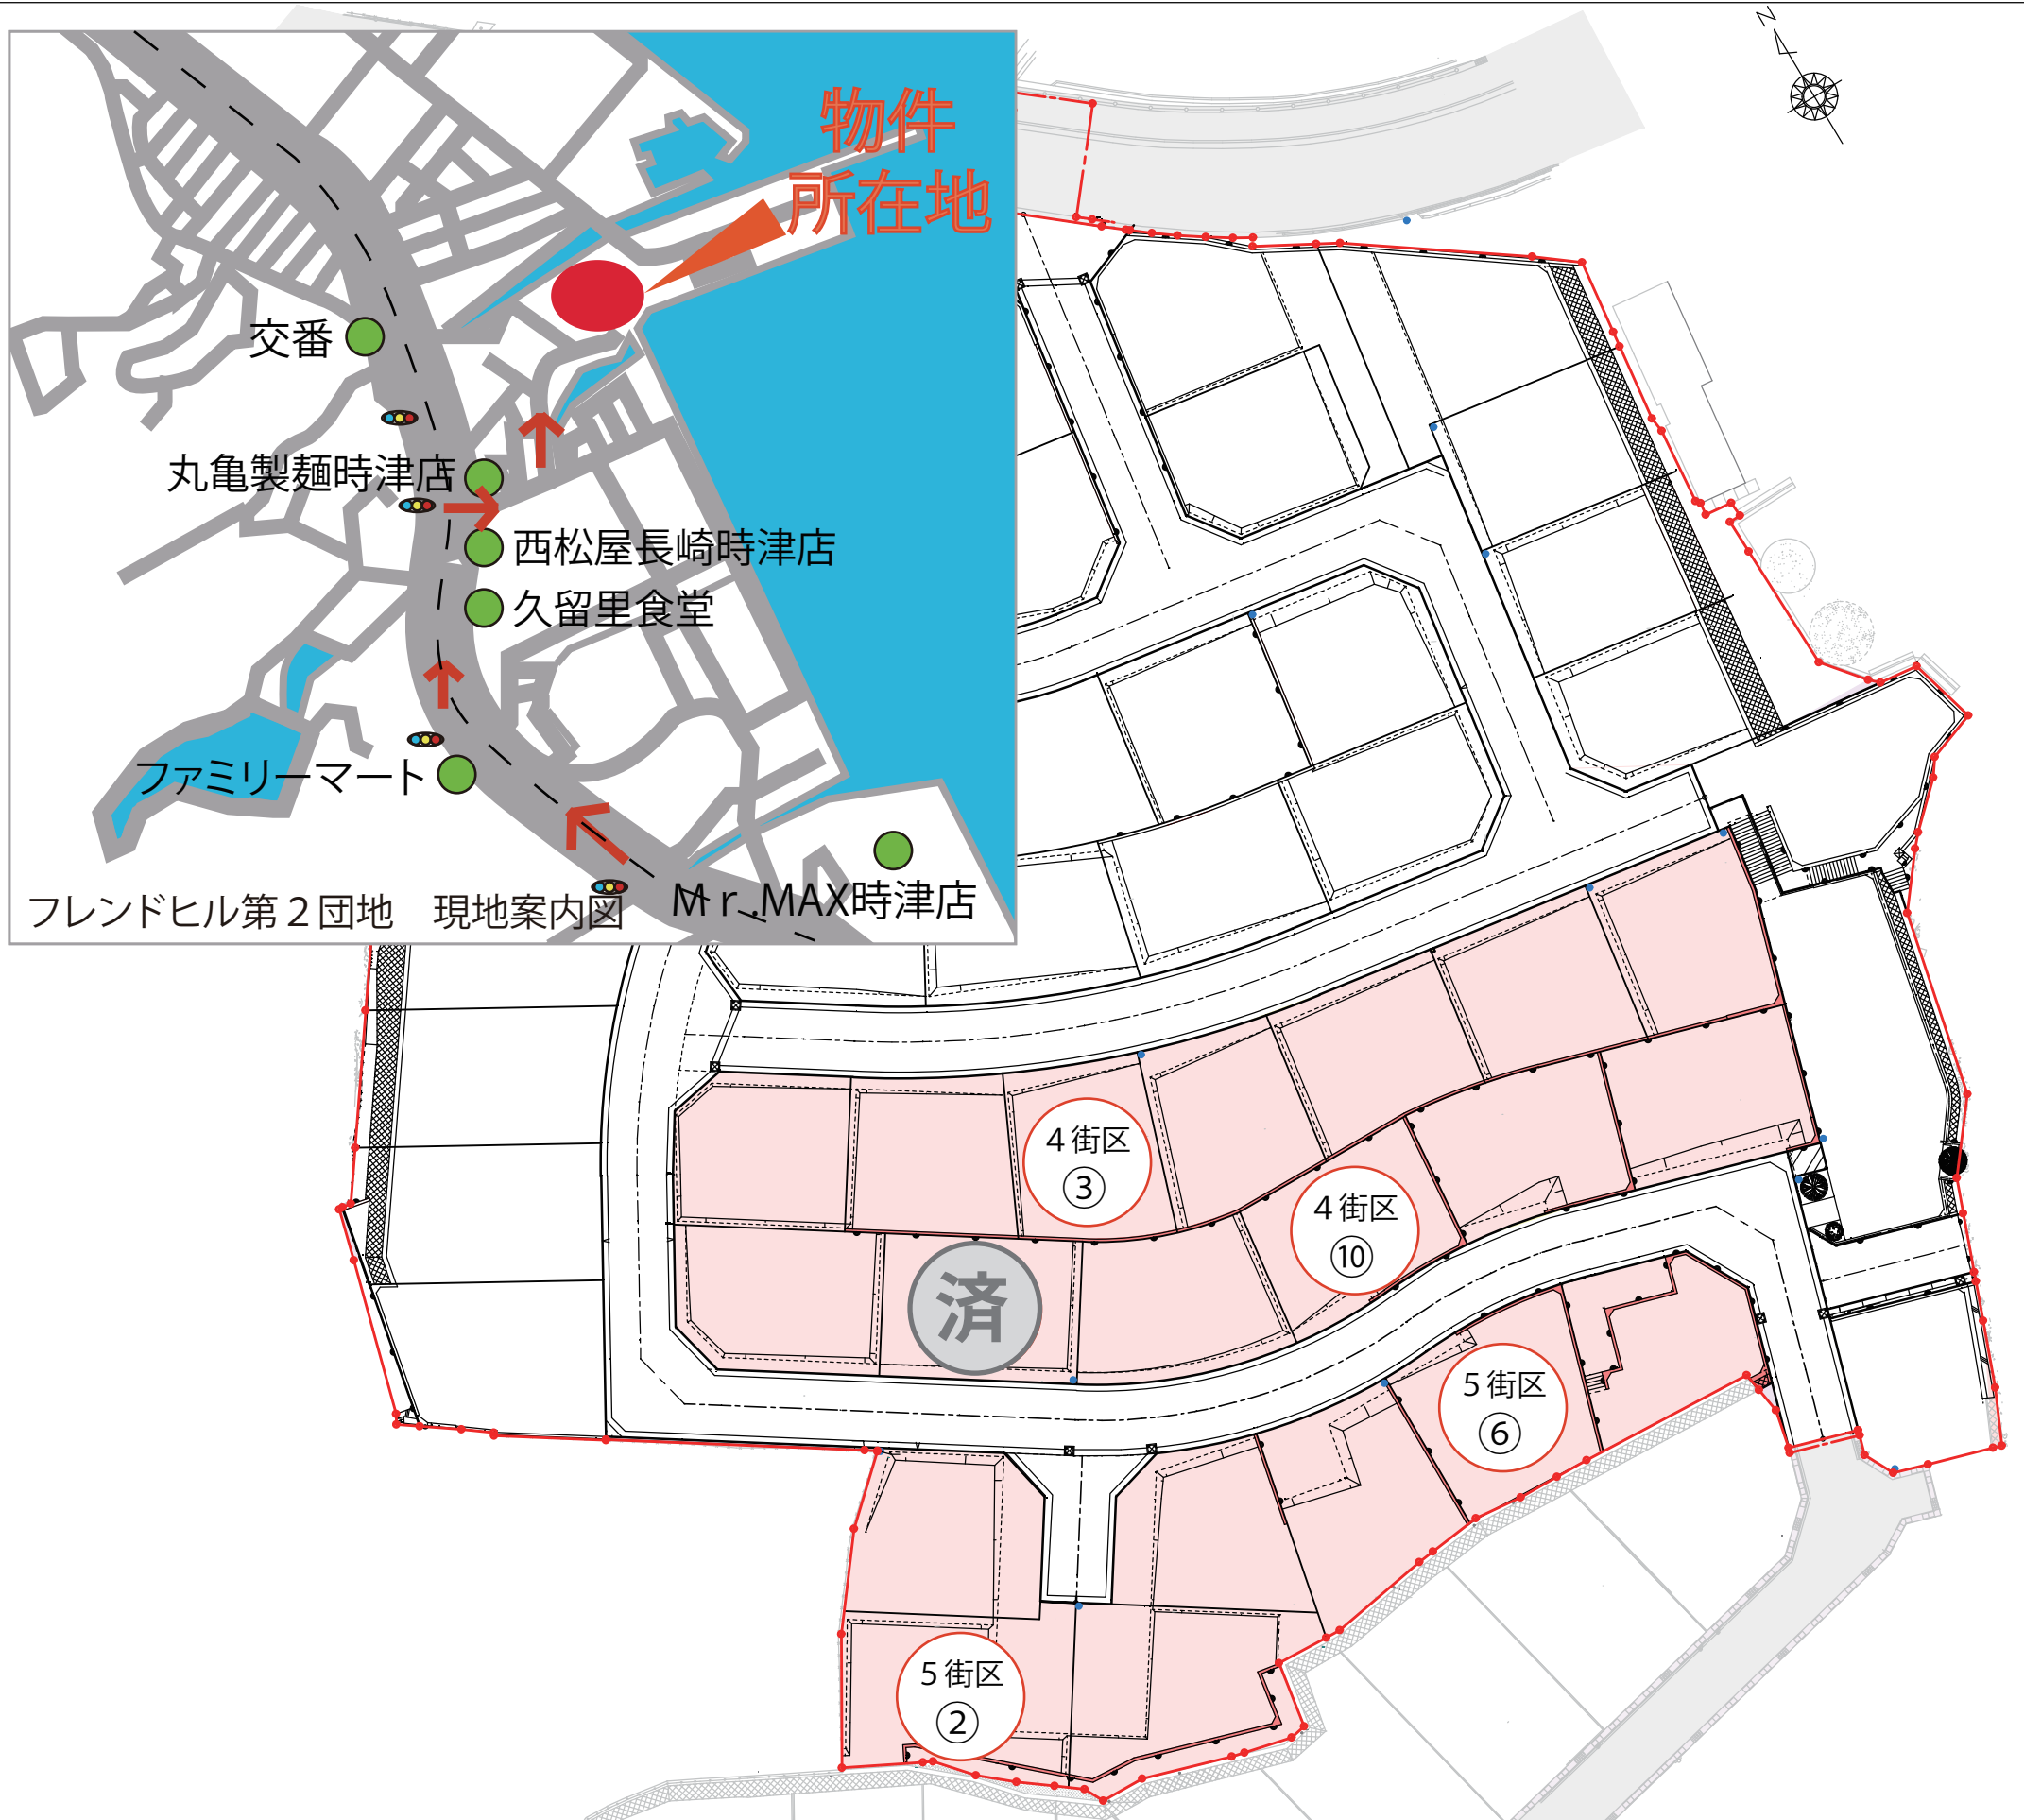 物件
所在地
交番
丸亀製麺時津店
西松屋長崎時津店
久留里食堂
ファミリーマート
Ｍｒ.MAX時津店
フレンドヒル第２団地　現地案内図
N
４街区
③
４街区
⑩
済
５街区
⑥
５街区
②